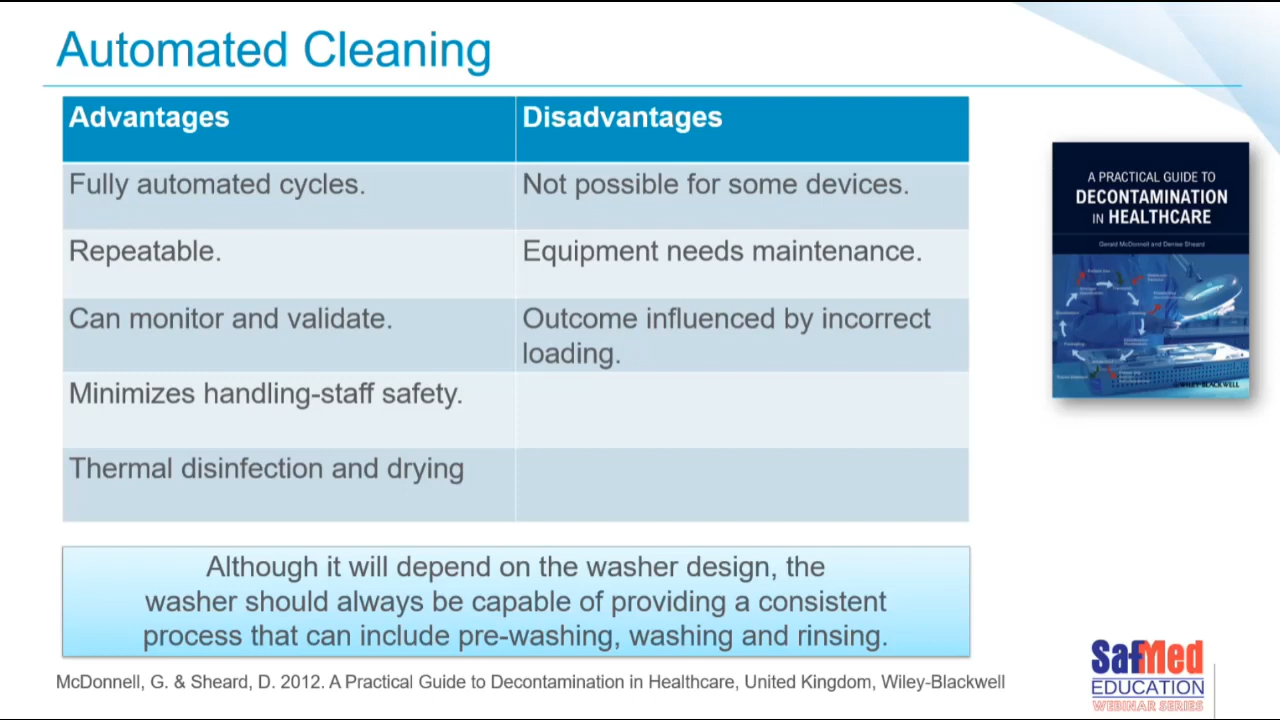 Automated Cleaning
Advantages
Disadvantages
Fully automated cycles.
Not possible for some devices.
Repeatable.
Equipment needs maintenance.
Can monitor and validate.
Outcome influenced by incorrect
loading.
Minimizes handling-staff safety.
Thermal disinfection and drying
Although it will depend on the washer design, the
washer should always be capable of providing a consistent
process that can include pre-washing, washing and rinsing.
McDonnell, G. & Sheard, D. 2012. A Practical Guide to Decontamination in Healthcare, United Kingdom, Wiley-Blackwell
A PRACTICAL GUIDE TO
DECONTAMINATION
IN HEALTHCARE
Gerald McDonnell and Denise Sheard
WILEY-BLACKWELL
SafMed
EDUCATION
WEBINAR SERIES